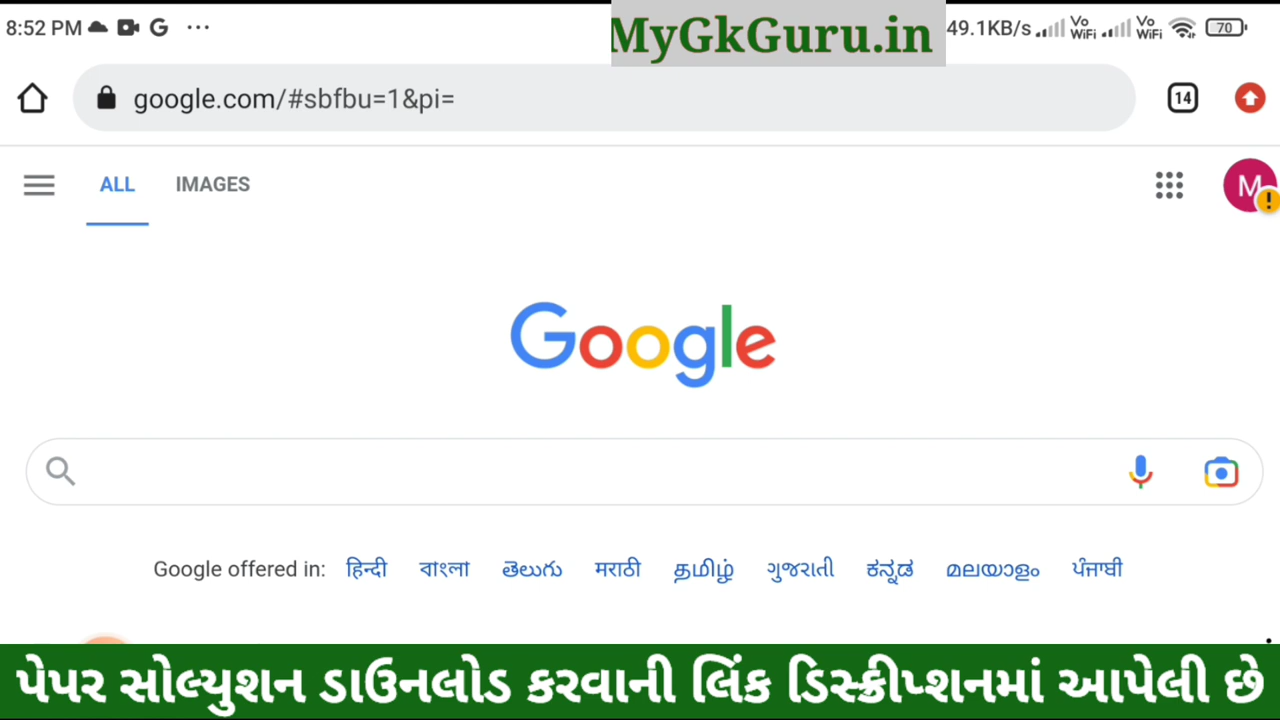 8:52 PM G ... MyGkGuru.in 49.1KB/s Vo WiFi Vo WiFi 70
google.com/#sbfbu=1&pi= 14
ALL IMAGES M !
Google
Google offered in: हिन्दी বাংলা తెలుగు मराठी தமிழ் ગુજરાતી ಕನ್ನಡ മലയാളം ਪੰਜਾਬੀ
પેપર સોલ્યુશન ડાઉનલોડ કરવાની લિંક ડિસ્ક્રીપ્શનમાં આપેલી છે